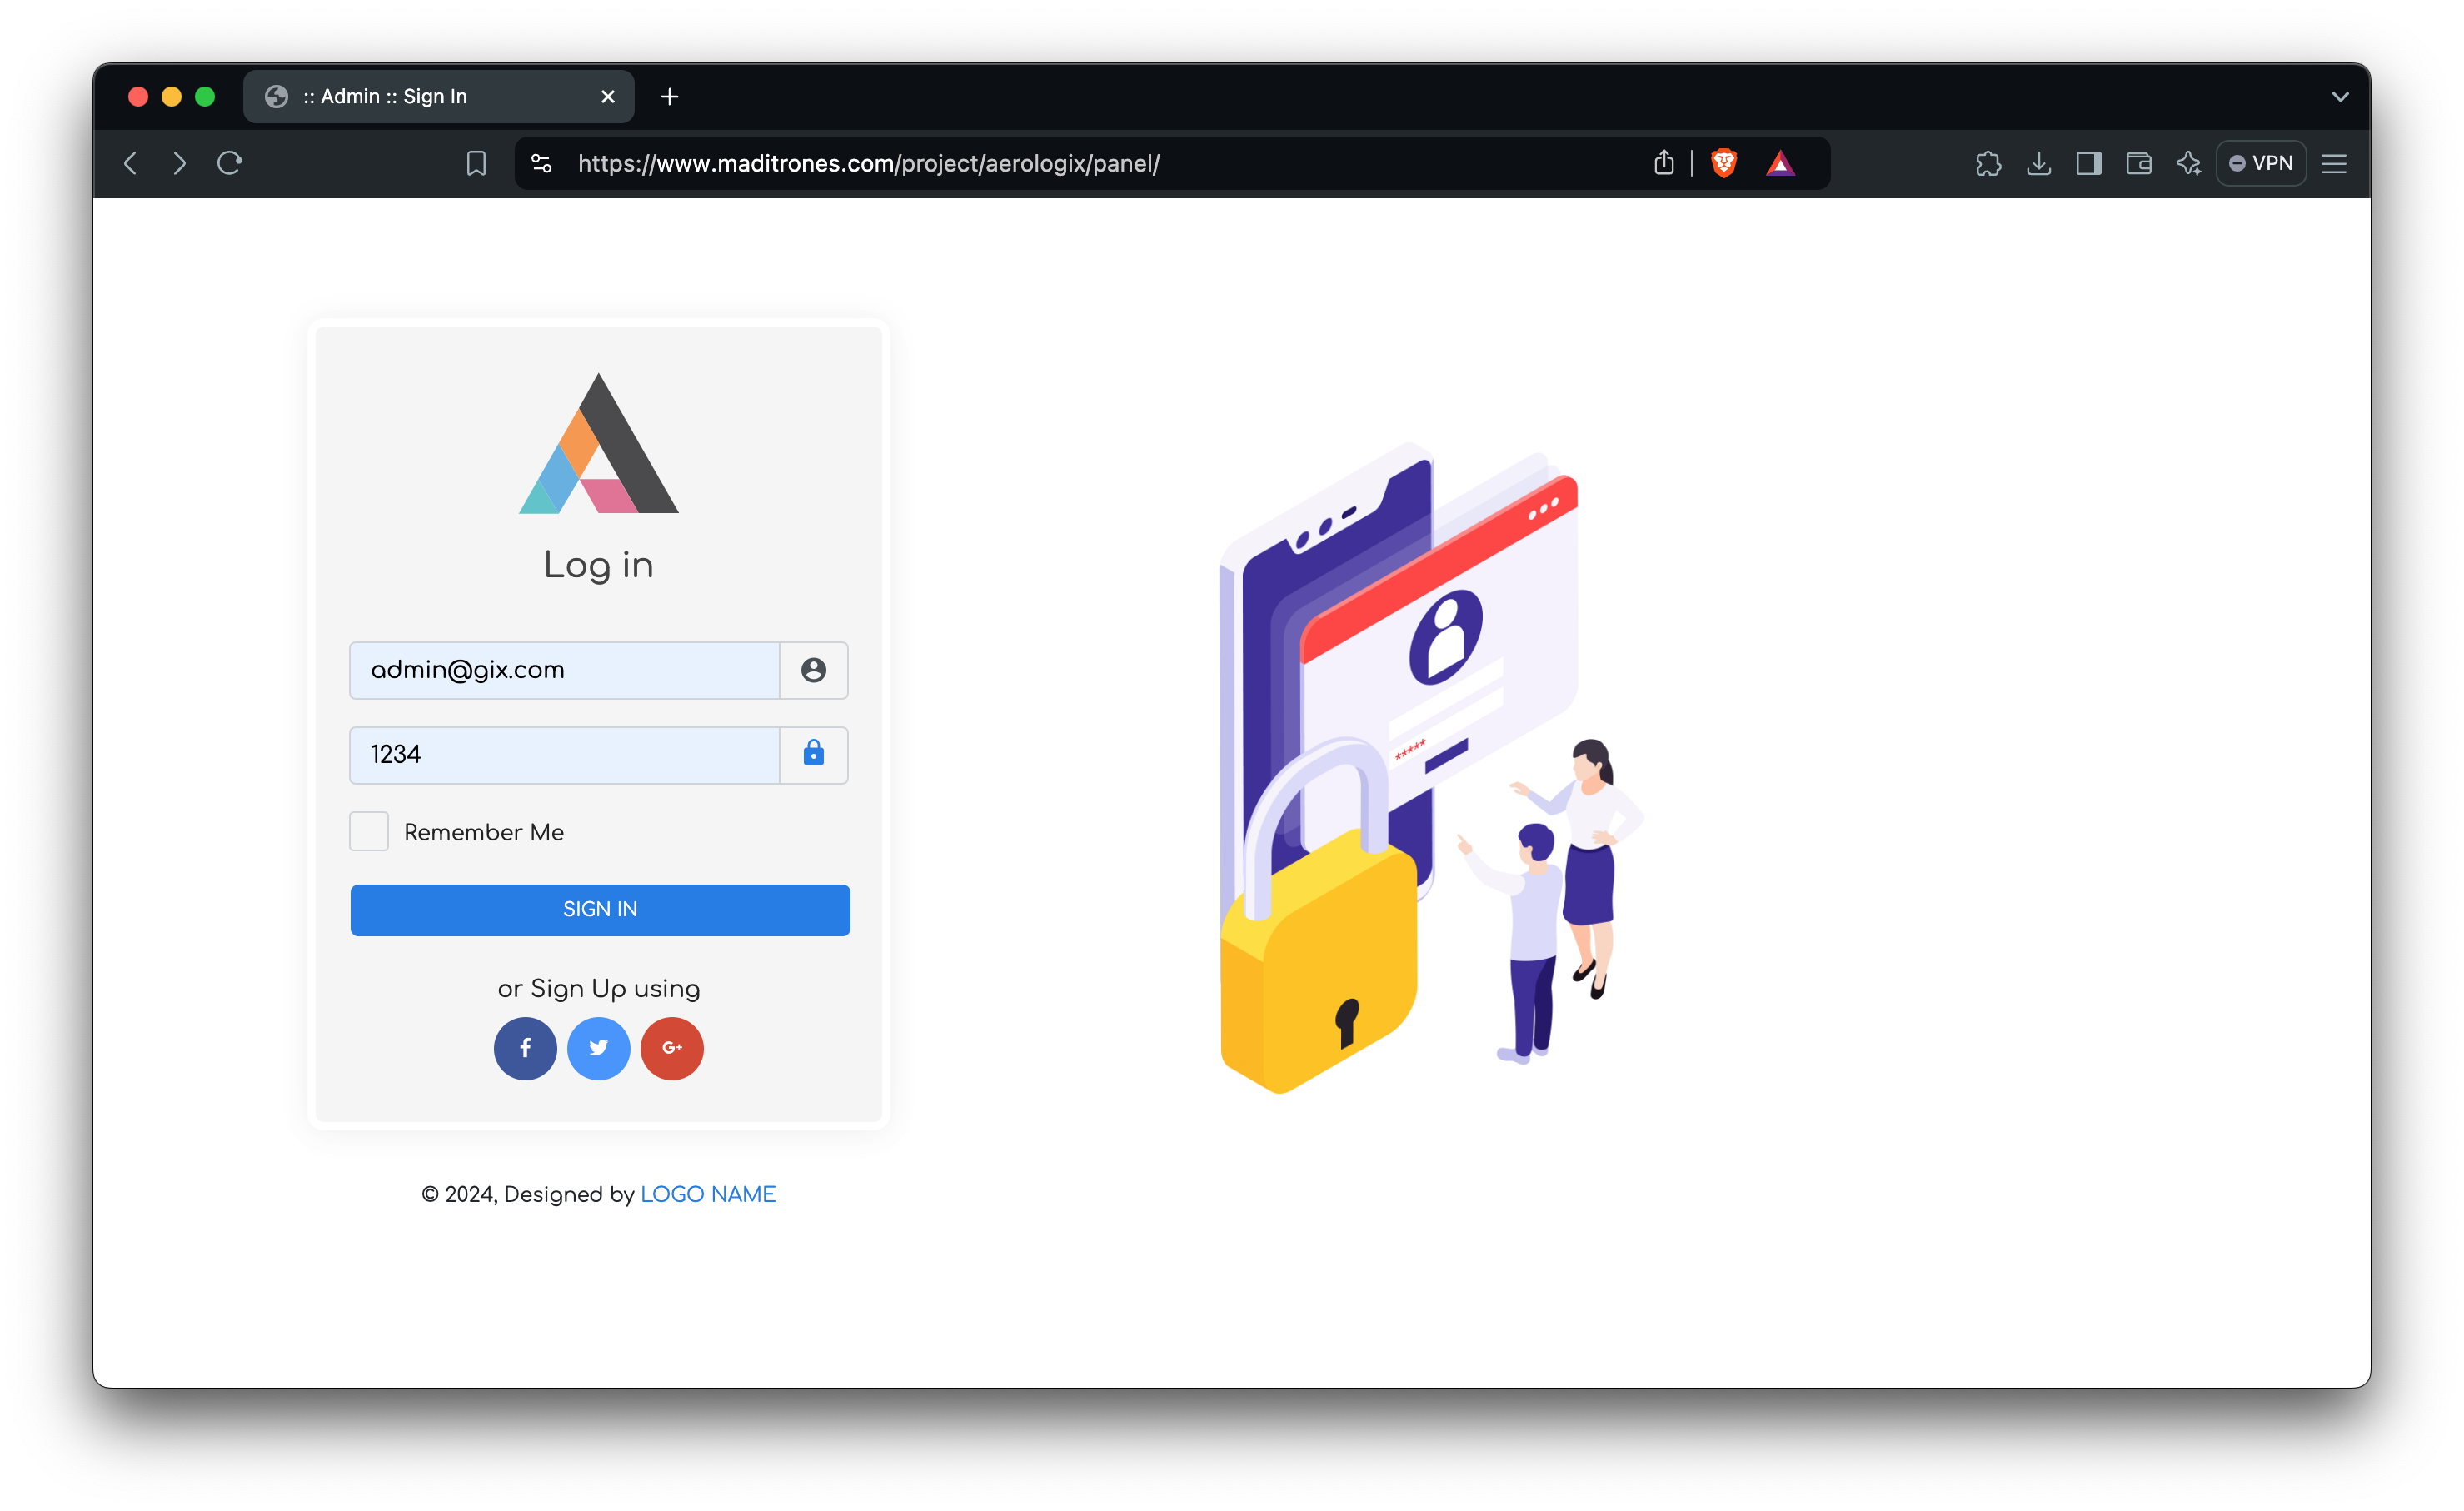 :: Admin :: Sign In
https://www.maditrones.com/project/aerologix/panel/
VPN
Log in
admin@gix.com
1234
Remember Me
SIGN IN
*****
or Sign Up using
f
G+
© 2024, Designed by LOGO NAME